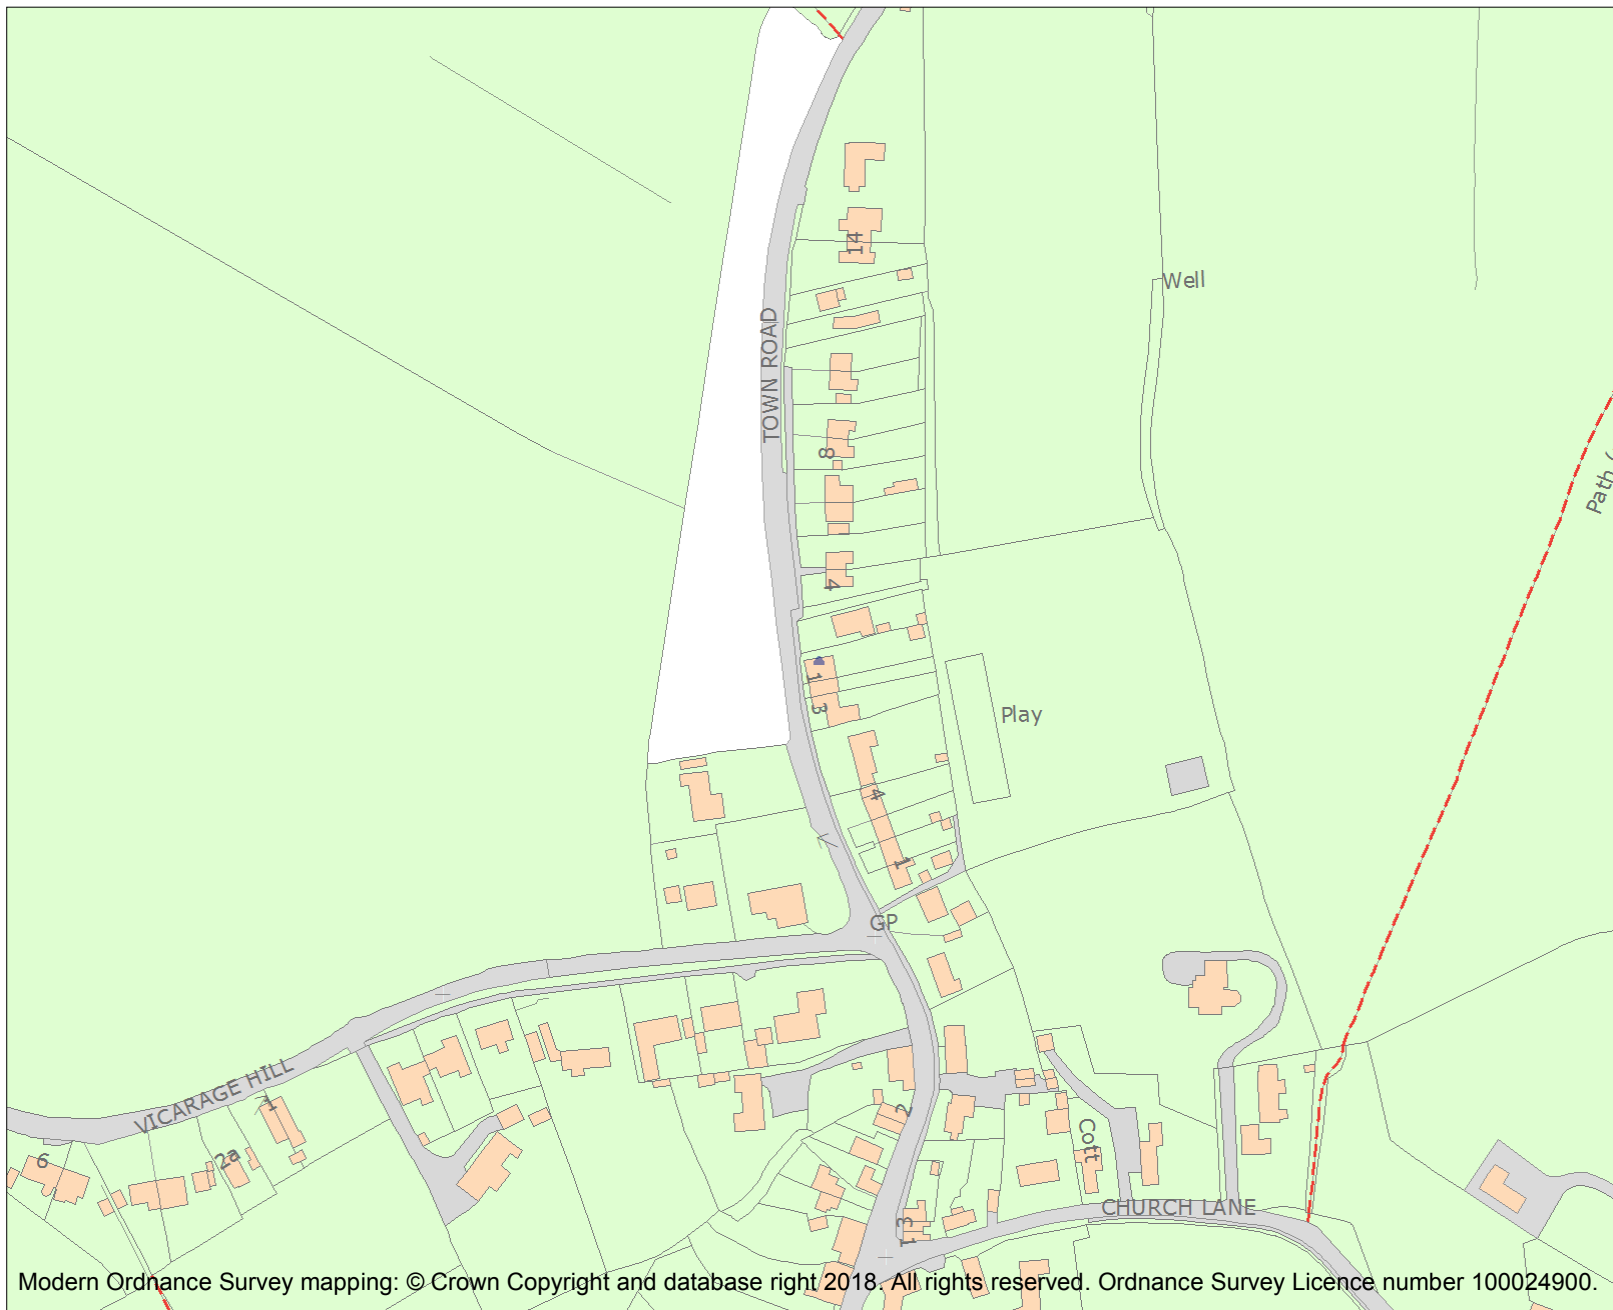 14
Well
TOWN ROAD
Path (
8
4
1
3
Play
4
1
GP
VICARAGE HILL
1
2
2a
6
Cott
CHURCH LANE
3
1
Modern Ordnance Survey mapping: © Crown Copyright and database right 2018. All rights reserved. Ordnance Survey Licence number 100024900.